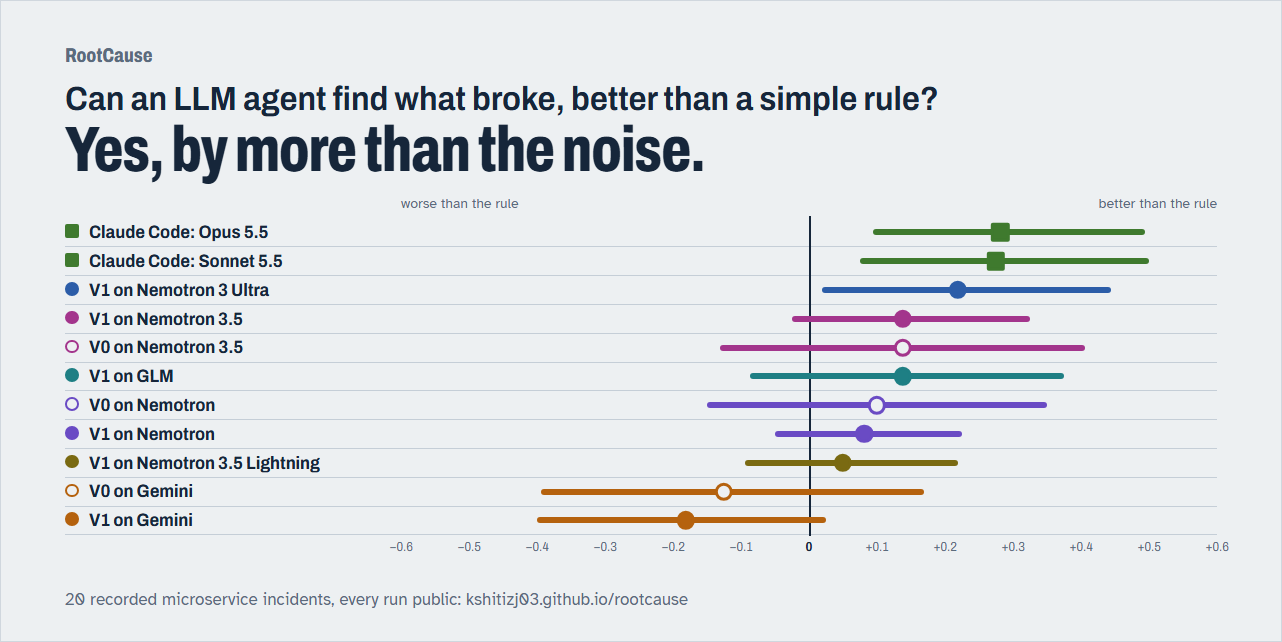 RootCause
Can an LLM agent find what broke, better than a simple rule?
Yes, by more than the noise.
worse than the rule
better than the rule
Claude Code: Opus 5.5
Claude Code: Sonnet 5.5
V1 on Nemotron 3 Ultra
V1 on Nemotron 3.5
V0 on Nemotron 3.5
V1 on GLM
V0 on Nemotron
V1 on Nemotron
V1 on Nemotron 3.5 Lightning
V0 on Gemini
V1 on Gemini
−0.6 −0.5 −0.4 −0.3 −0.2 −0.1 0 +0.1 +0.2 +0.3 +0.4 +0.5 +0.6
20 recorded microservice incidents, every run public: kshitizj03.github.io/rootcause